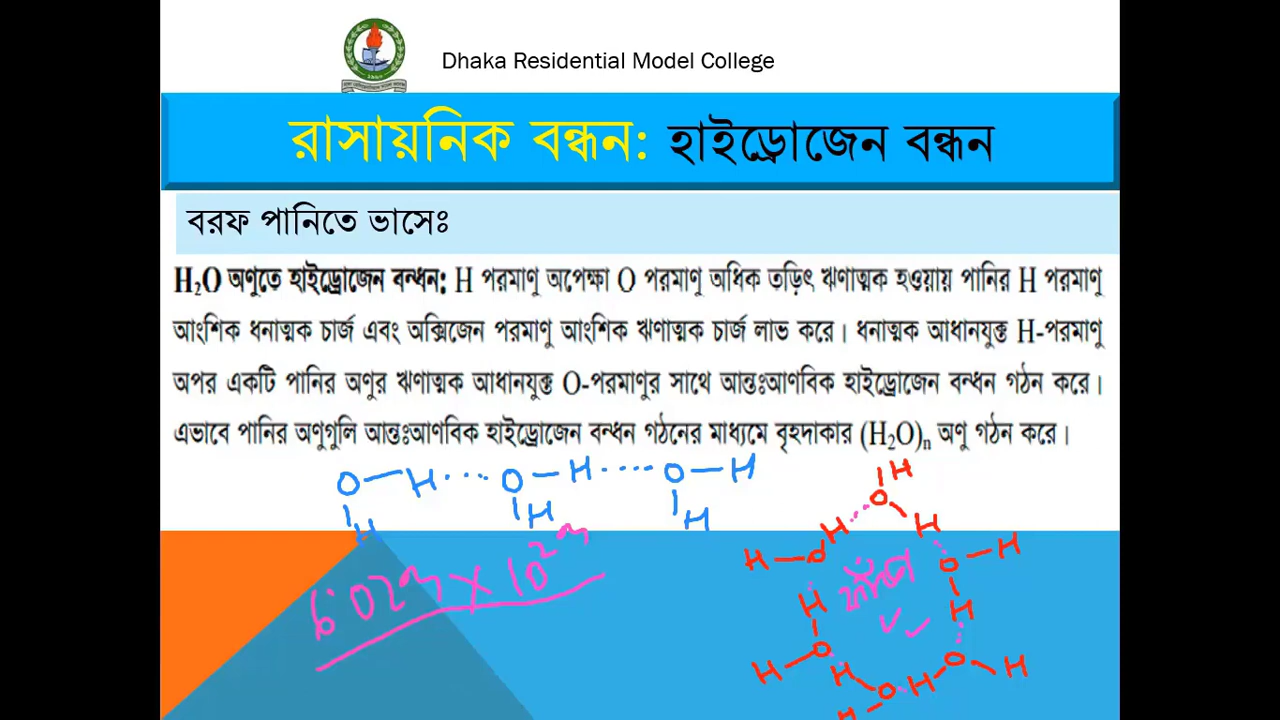 Dhaka Residential Model College
রাসায়নিক বন্ধন: হাইড্রোজেন বন্ধন
বরফ পানিতে ভাসেঃ
H₂O অণুতে হাইড্রোজেন বন্ধন: H পরমাণু অপেক্ষা O পরমাণু অধিক তড়িৎ ঋণাত্মক হওয়ায় পানির H পরমাণু
আংশিক ধনাত্মক চার্জ এবং অক্সিজেন পরমাণু আংশিক ঋণাত্মক চার্জ লাভ করে। ধনাত্মক আধানযুক্ত H-পরমাণু
অপর একটি পানির অণুর ঋণাত্মক আধানযুক্ত O-পরমাণুর সাথে আন্তঃআণবিক হাইড্রোজেন বন্ধন গঠন করে।
এভাবে পানির অণুগুলি আন্তঃআণবিক হাইড্রোজেন বন্ধন গঠনের মাধ্যমে বৃহদাকার (H₂O)ₙ অণু গঠন করে।
O—H·····O—H·····O—H
H H H
6.023 × 10²³
H
O
H H
H—O O—H
H H
O O—H
H H H
O
H